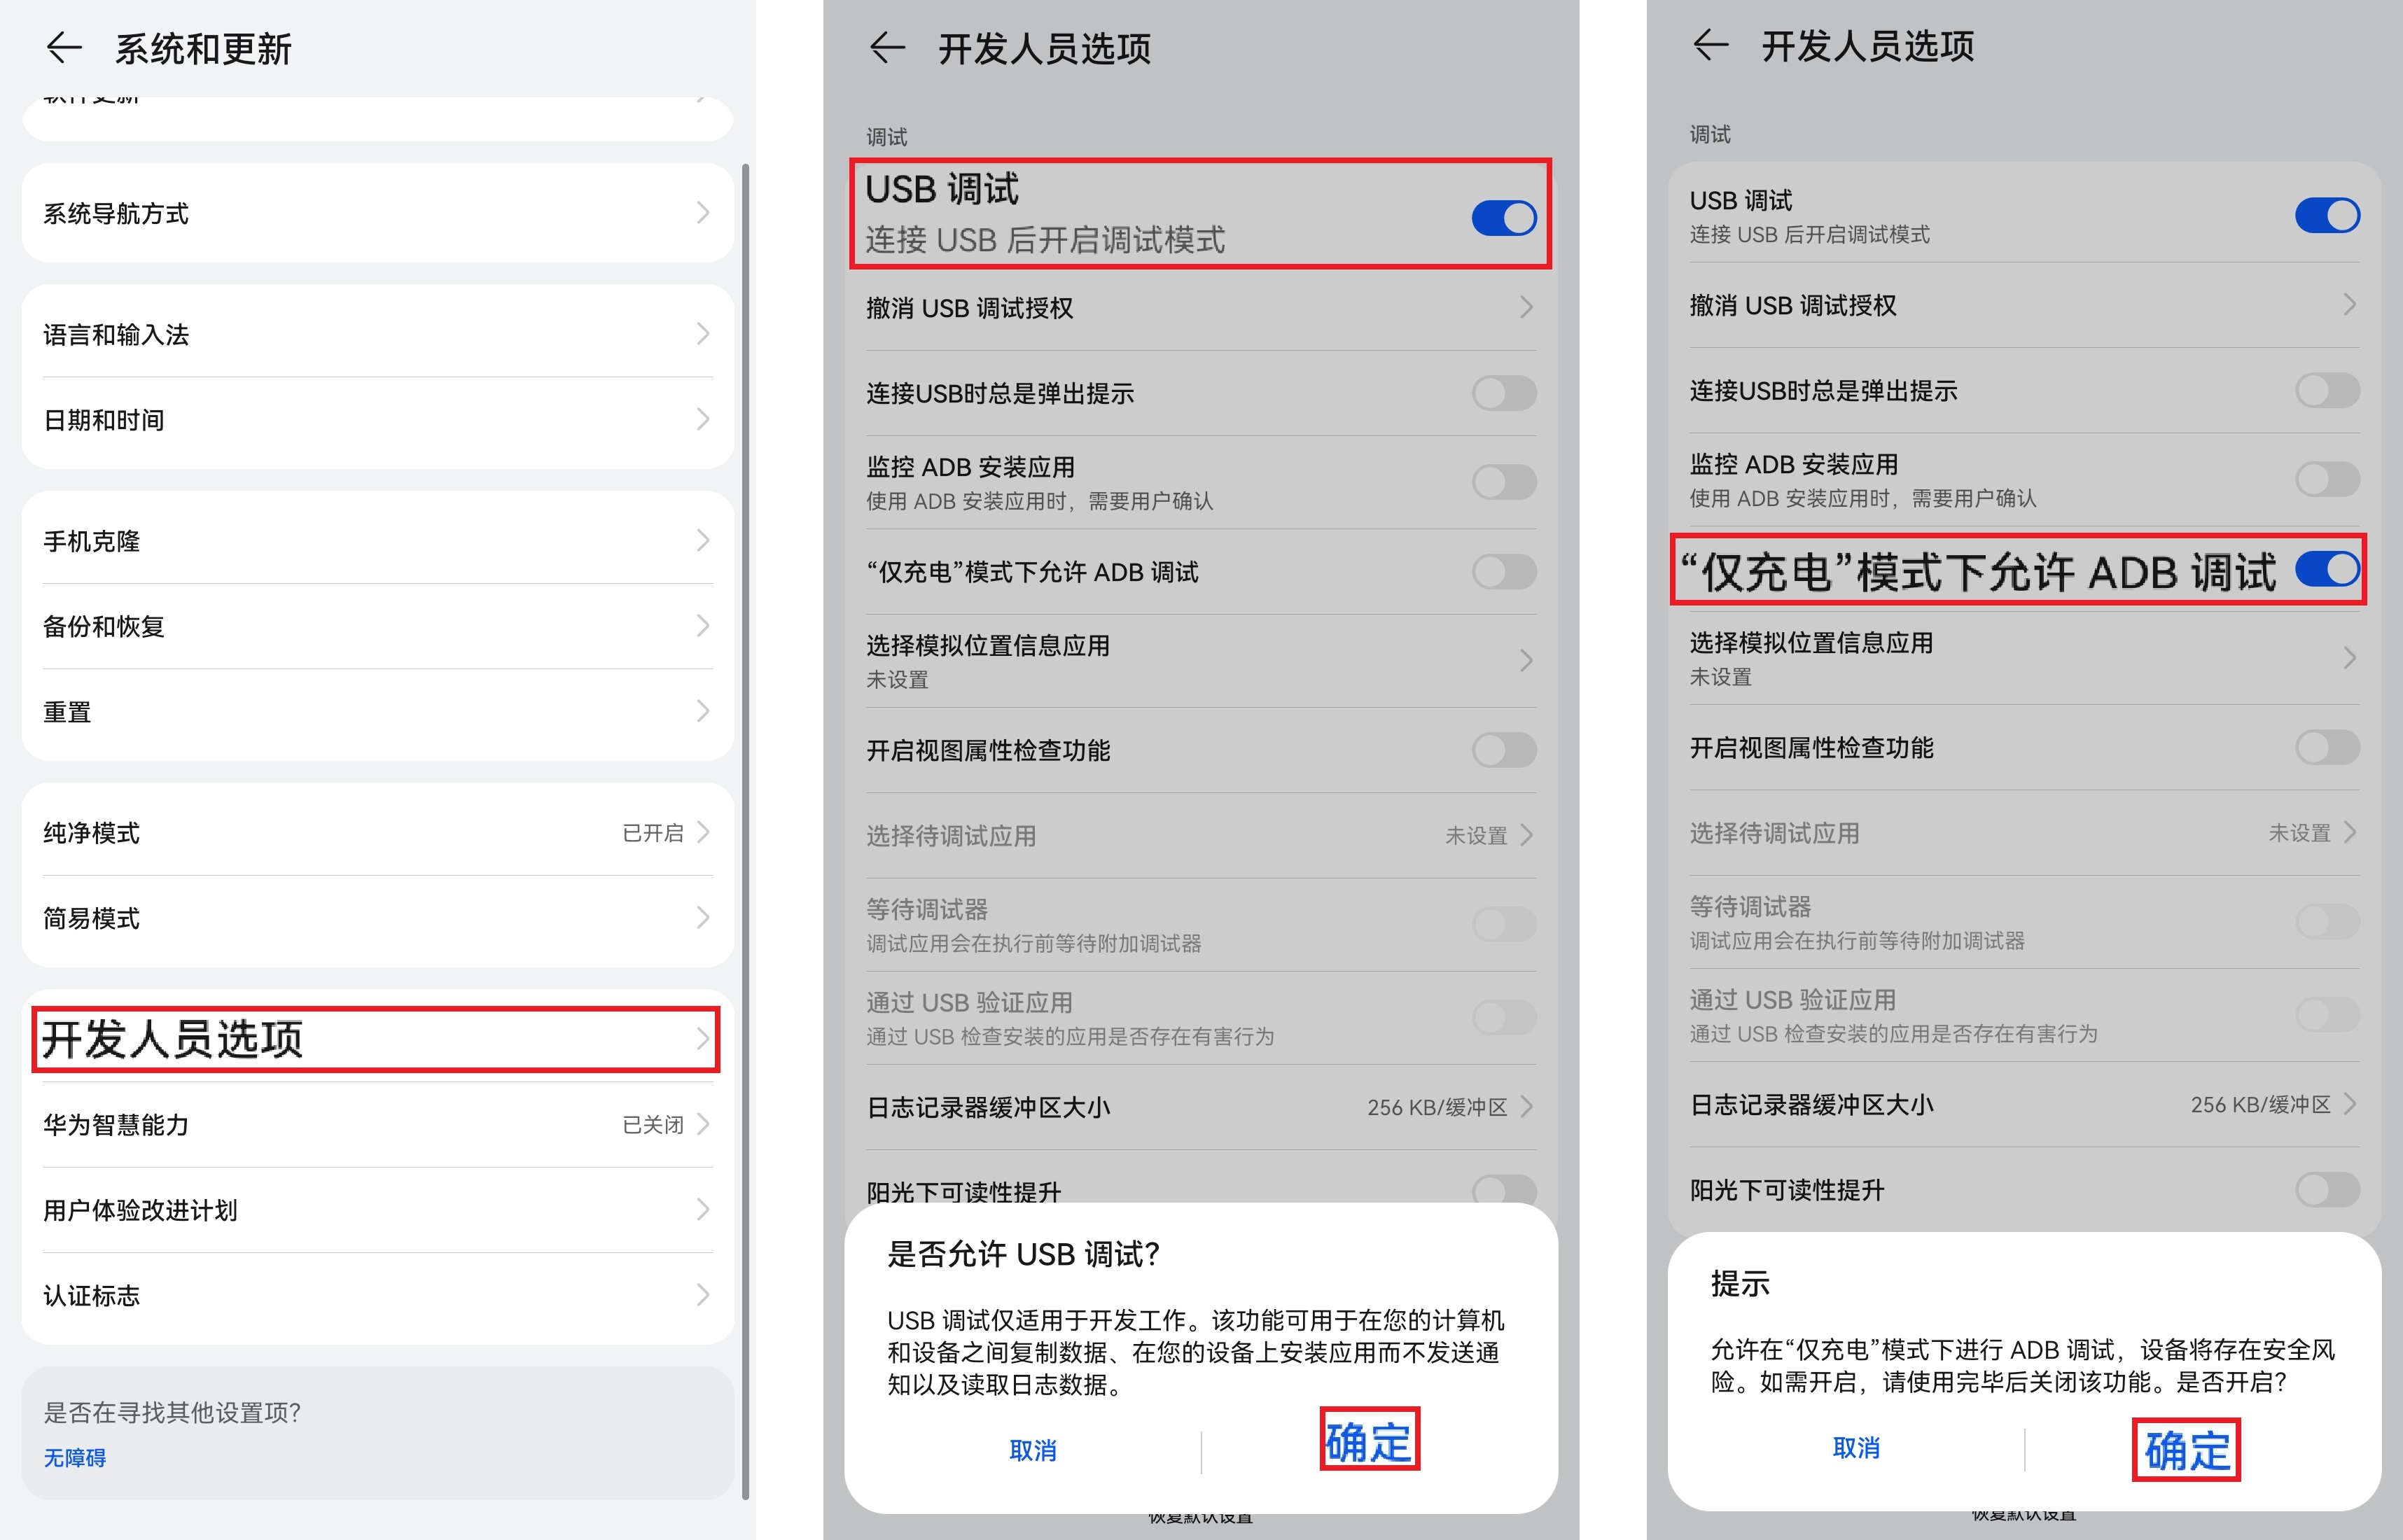 系统和更新
软件更新
系统导航方式
语言和输入法
日期和时间
手机克隆
备份和恢复
重置
纯净模式 已开启
简易模式
开发人员选项
华为智慧能力 已关闭
用户体验改进计划
认证标志
是否在寻找其他设置项?
无障碍
开发人员选项
调试
USB 调试
连接 USB 后开启调试模式
撤消 USB 调试授权
连接USB时总是弹出提示
监控 ADB 安装应用
使用 ADB 安装应用时，需要用户确认
“仅充电”模式下允许 ADB 调试
选择模拟位置信息应用
未设置
开启视图属性检查功能
选择待调试应用 未设置
等待调试器
调试应用会在执行前等待附加调试器
通过 USB 验证应用
通过 USB 检查安装的应用是否存在有害行为
日志记录器缓冲区大小 256 KB/缓冲区
阳光下可读性提升
是否允许 USB 调试?
USB 调试仅适用于开发工作。该功能可用于在您的计算机
和设备之间复制数据、在您的设备上安装应用而不发送通
知以及读取日志数据。
取消 确定
恢复默认设置
开发人员选项
调试
USB 调试
连接 USB 后开启调试模式
撤消 USB 调试授权
连接USB时总是弹出提示
监控 ADB 安装应用
使用 ADB 安装应用时，需要用户确认
“仅充电”模式下允许 ADB 调试
选择模拟位置信息应用
未设置
开启视图属性检查功能
选择待调试应用 未设置
等待调试器
调试应用会在执行前等待附加调试器
通过 USB 验证应用
通过 USB 检查安装的应用是否存在有害行为
日志记录器缓冲区大小 256 KB/缓冲区
阳光下可读性提升
提示
允许在“仅充电”模式下进行 ADB 调试，设备将存在安全风
险。如需开启，请使用完毕后关闭该功能。是否开启?
取消 确定
恢复默认设置